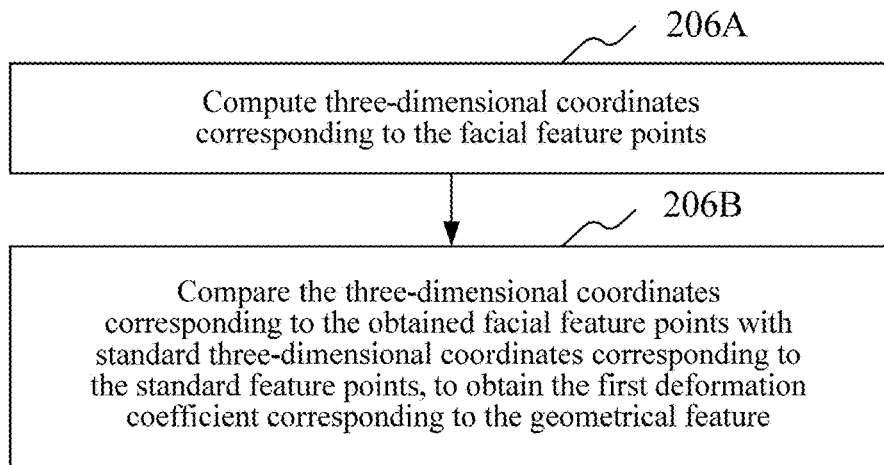 206A
Compute three-dimensional coordinates
corresponding to the facial feature points
206B
Compare the three-dimensional coordinates
corresponding to the obtained facial feature points with
standard three-dimensional coordinates corresponding to
the standard feature points, to obtain the first deformation
coefficient corresponding to the geometrical feature